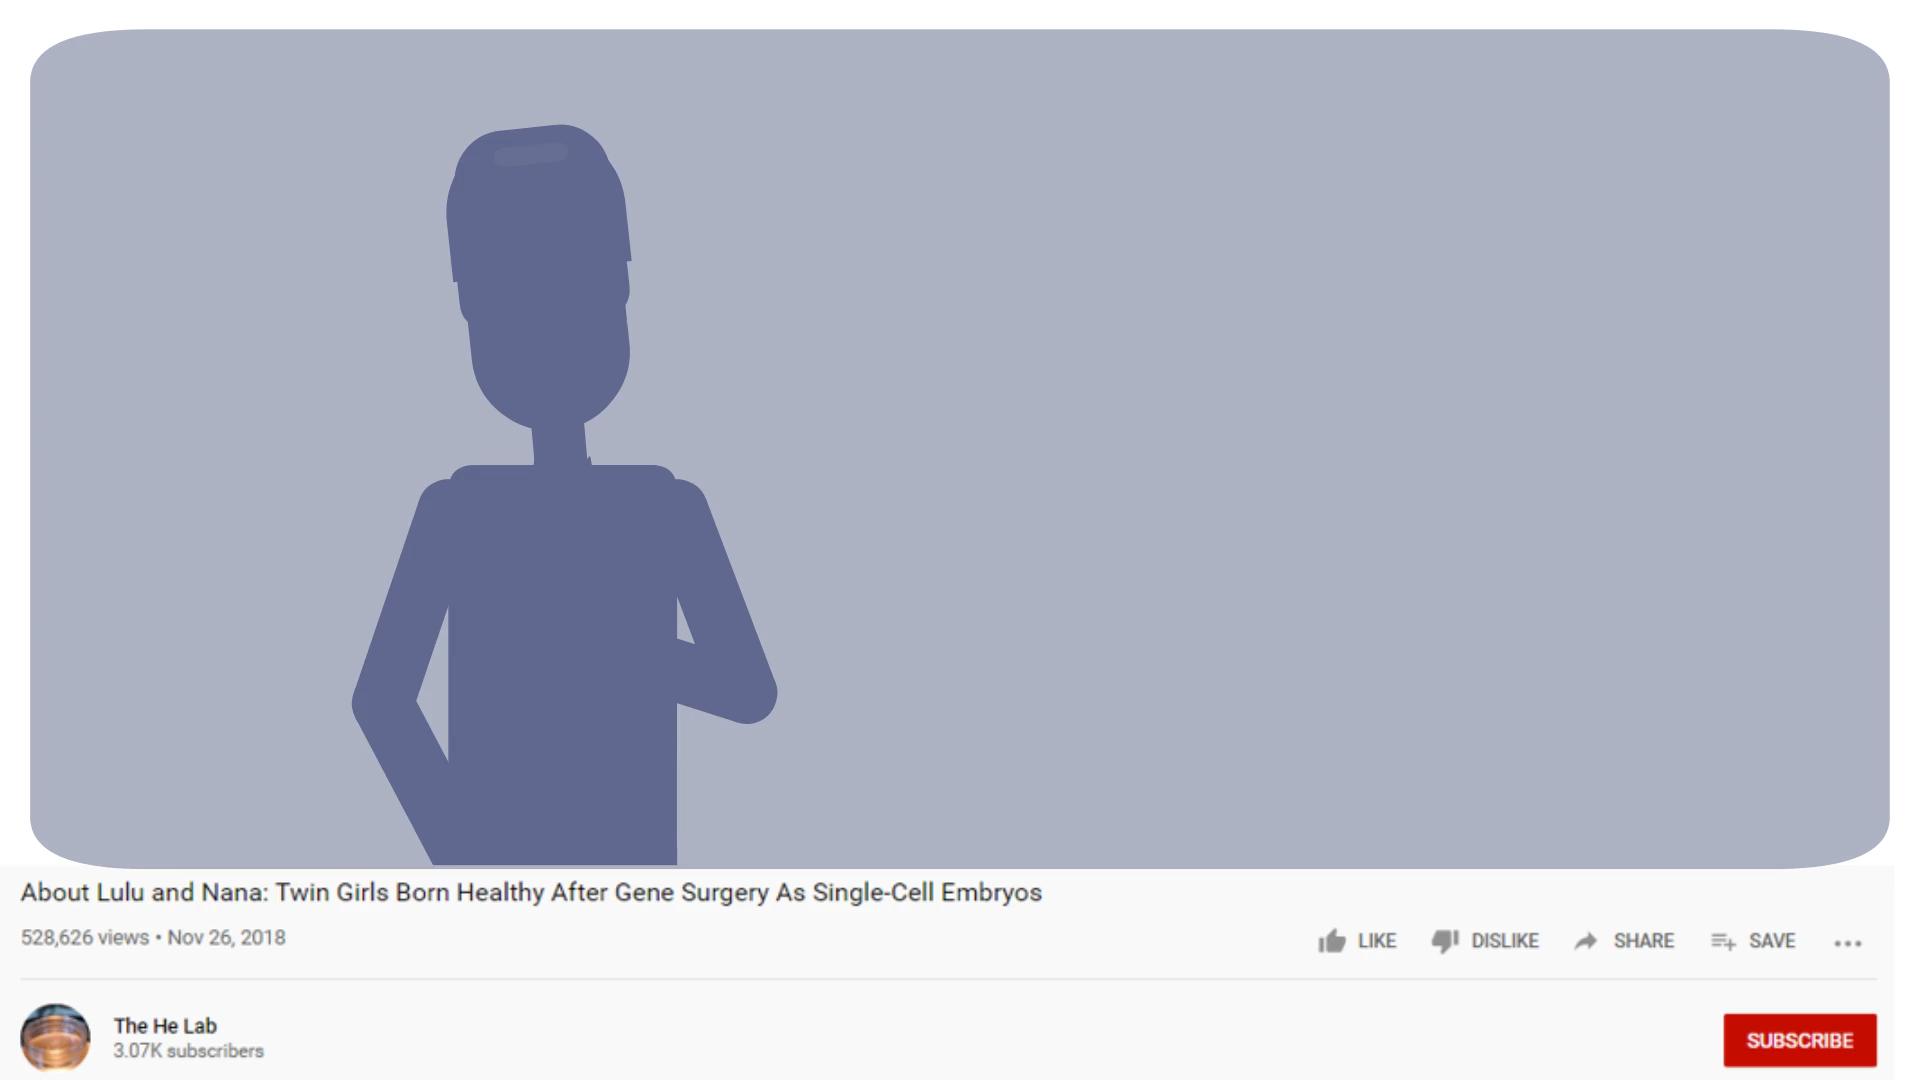 About Lulu and Nana: Twin Girls Born Healthy After Gene Surgery As Single-Cell Embryos
528,626 views • Nov 26, 2018
LIKE DISLIKE SHARE SAVE
The He Lab
3.07K subscribers
SUBSCRIBE